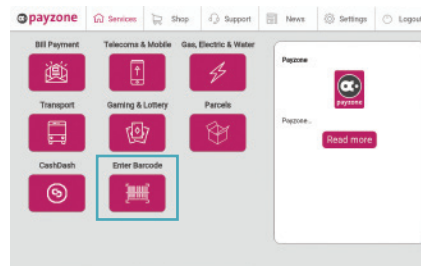 payzone Services Shop Support News Settings Logout
Bill Payment Telecoms & Mobile Gas, Electric & Water
Payzone
payzone
Transport Gaming & Lottery Parcels
Payzone...
Read more
CashDash Enter Barcode